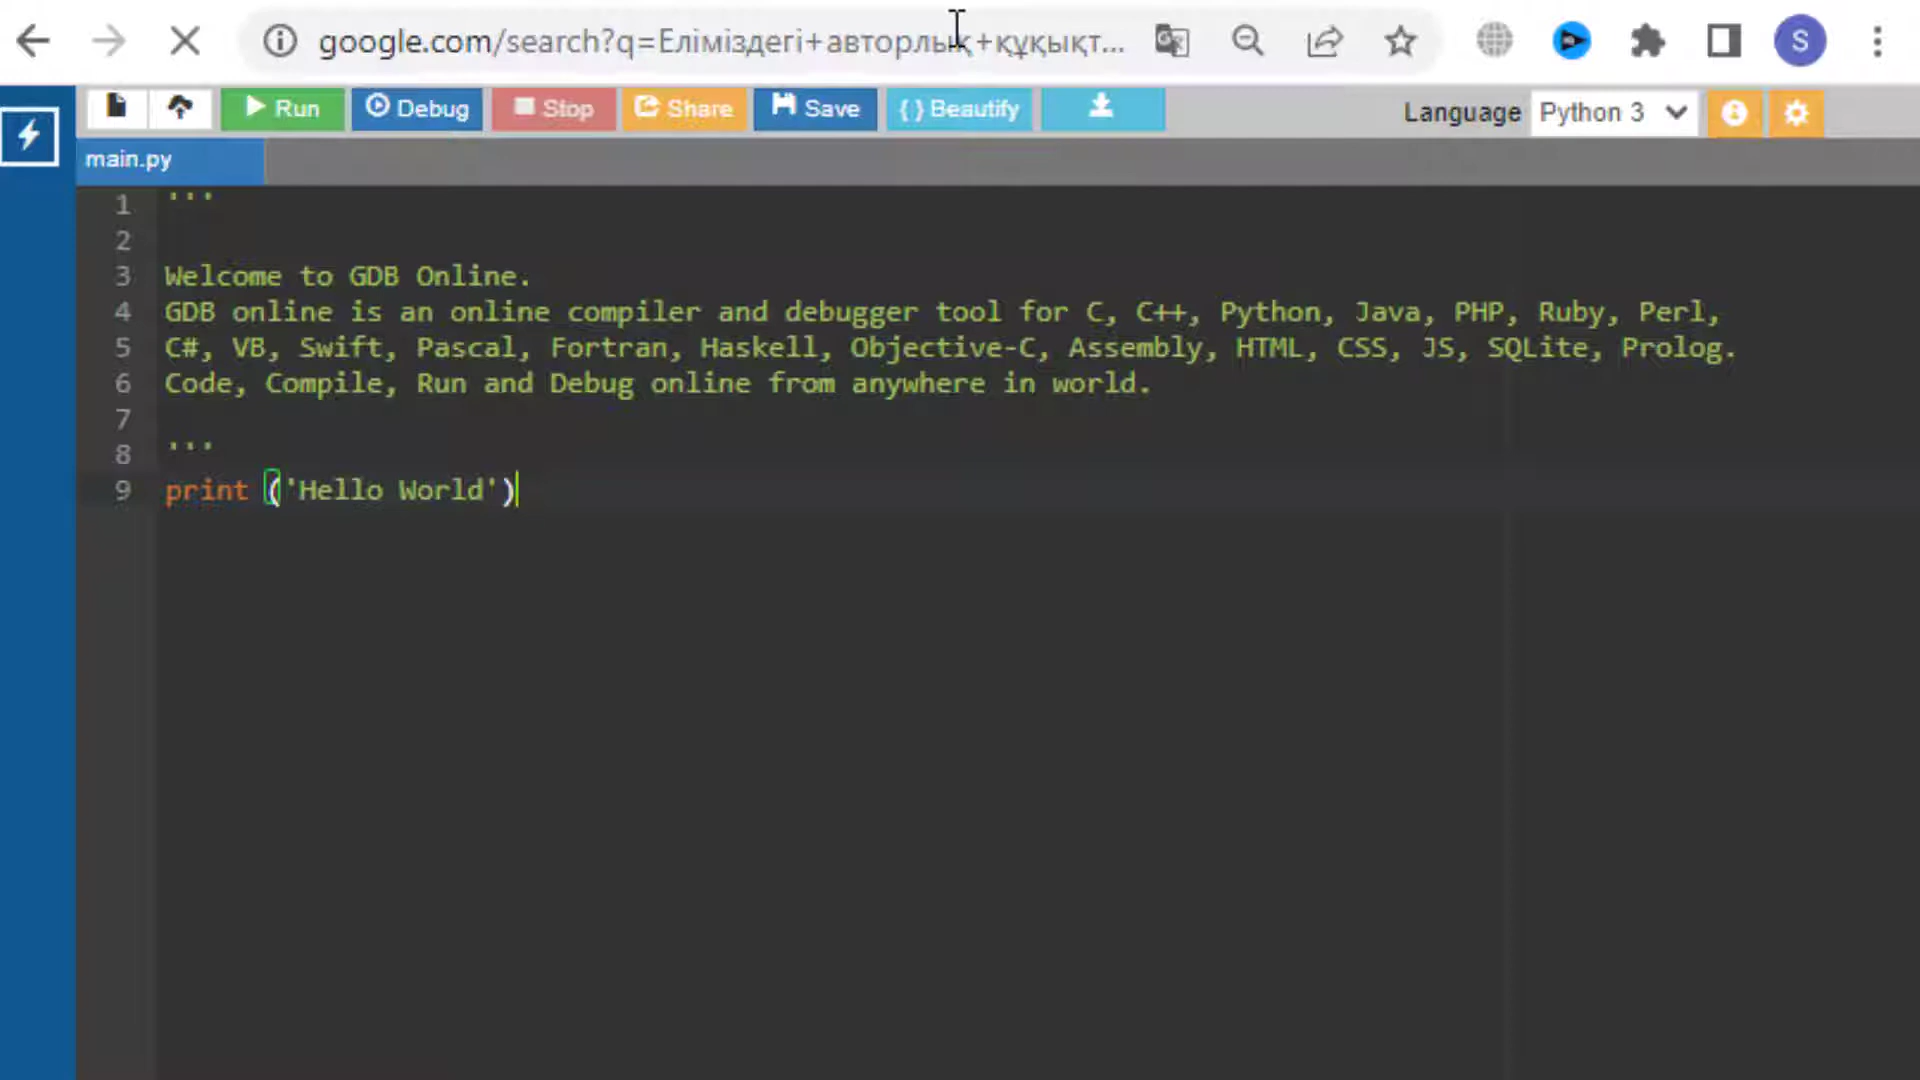 google.com/search?q=Еліміздегі+авторлық+құқықт...
S
Run
Debug
Stop
Share
Save
{ } Beautify
Language
Python 3
main.py
1 '''
2
3 Welcome to GDB Online.
4 GDB online is an online compiler and debugger tool for C, C++, Python, Java, PHP, Ruby, Perl,
5 C#, VB, Swift, Pascal, Fortran, Haskell, Objective-C, Assembly, HTML, CSS, JS, SQLite, Prolog.
6 Code, Compile, Run and Debug online from anywhere in world.
7
8 '''
9 print ('Hello World')